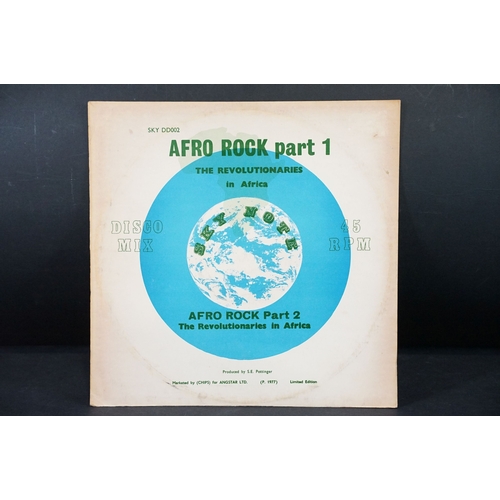 SKY DD002
AFRO ROCK part 1
THE REVOLUTIONARIES
in Africa
DISCO MIX
SKY NOTE
45 RPM
AFRO ROCK Part 2
The Revolutionaries in Africa
Produced by S.E. Pottinger
Marketed by (CHIPS) for ANGSTAR LTD. (P. 1977) Limited Edition